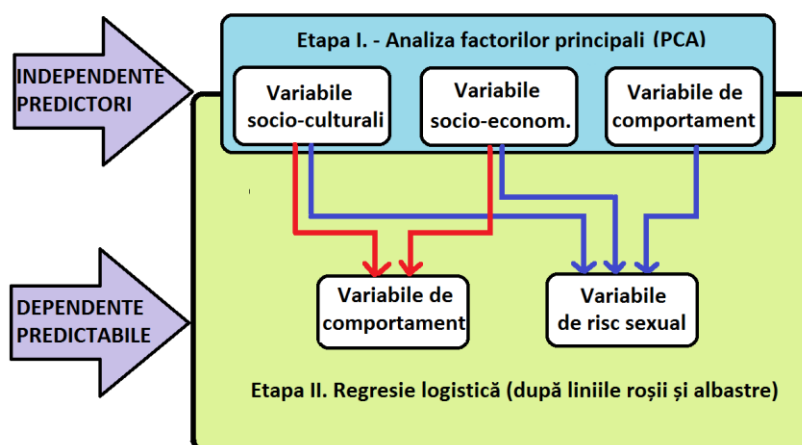 Etapa I. - Analiza factorilor principali (PCA)
INDEPENDENTE
PREDICTORI
Variabile
socio-culturali
Variabile
socio-econom.
Variabile de
comportament
DEPENDENTE
PREDICTABILE
Variabile de
comportament
Variabile
de risc sexual
Etapa II. Regresie logistică (după liniile roșii și albastre)